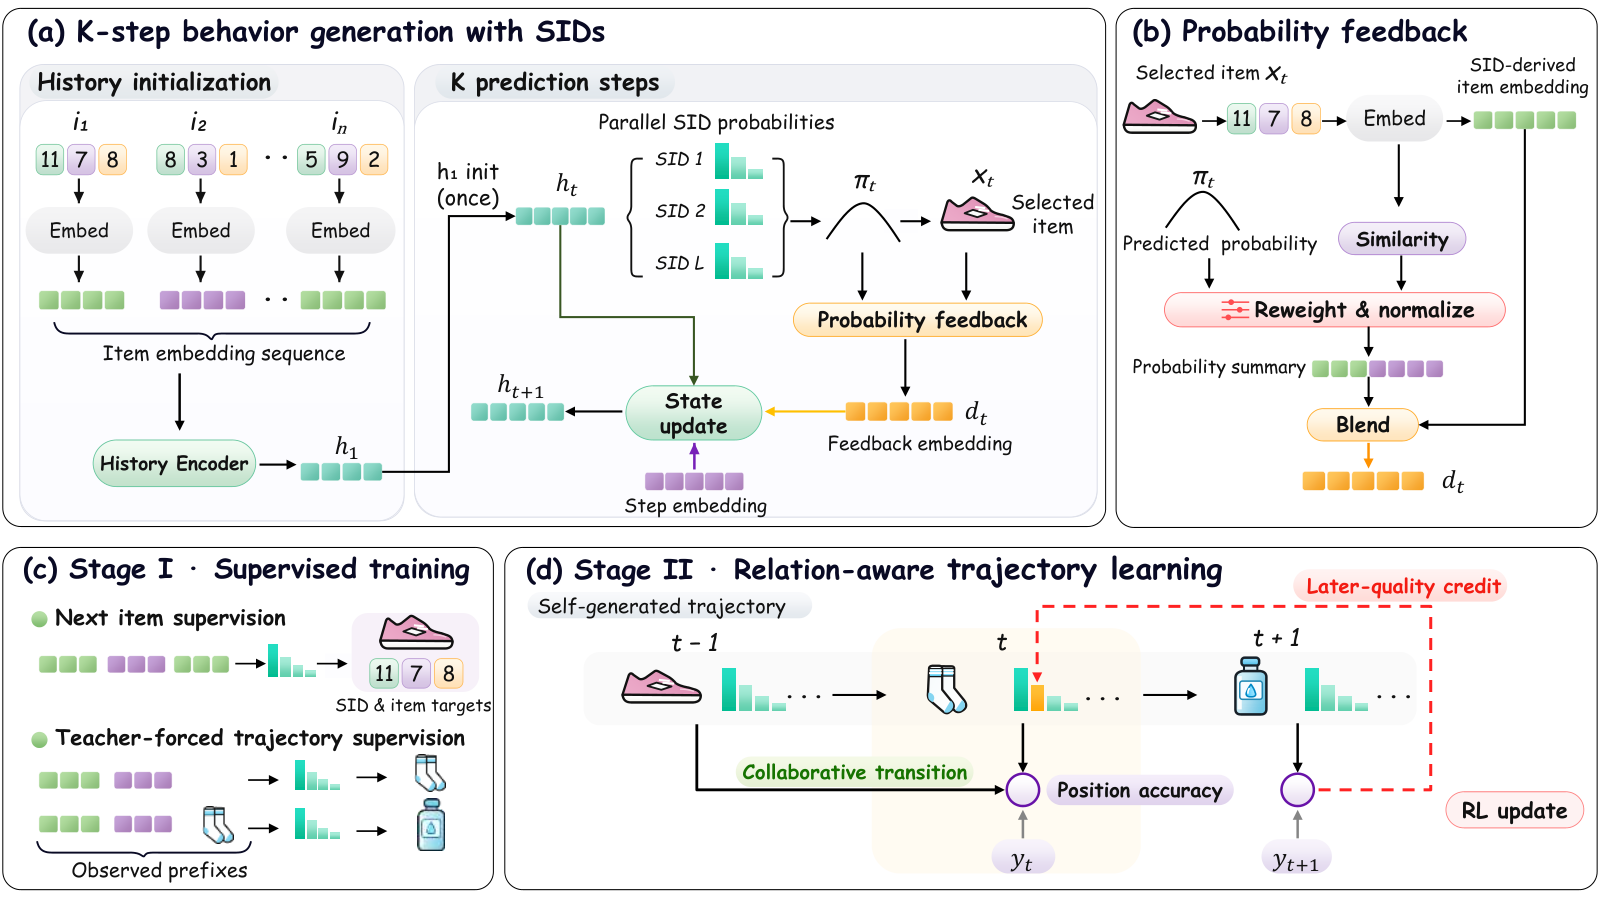 (a) K-step behavior generation with SIDs
History initialization
i₁ i₂ iₙ
11 7 8 8 3 1 · · 5 9 2
Embed Embed Embed
· ·
Item embedding sequence
History Encoder
h₁
K prediction steps
Parallel SID probabilities
h₁ init
(once)
hₜ
SID 1
SID 2
SID L
πₜ
xₜ
Selected
item
Probability feedback
hₜ₊₁
State
update
dₜ
Feedback embedding
Step embedding
(b) Probability feedback
Selected item xₜ
SID-derived
item embedding
11 7 8
Embed
πₜ
Predicted probability
Similarity
Reweight & normalize
Probability summary
Blend
dₜ
(c) Stage I · Supervised training
Next item supervision
11 7 8
SID & item targets
Teacher-forced trajectory supervision
Observed prefixes
(d) Stage II · Relation-aware trajectory learning
Later-quality credit
Self-generated trajectory
t − 1 t t + 1
· · · · · · · · ·
Collaborative transition
Position accuracy
RL update
yₜ yₜ₊₁